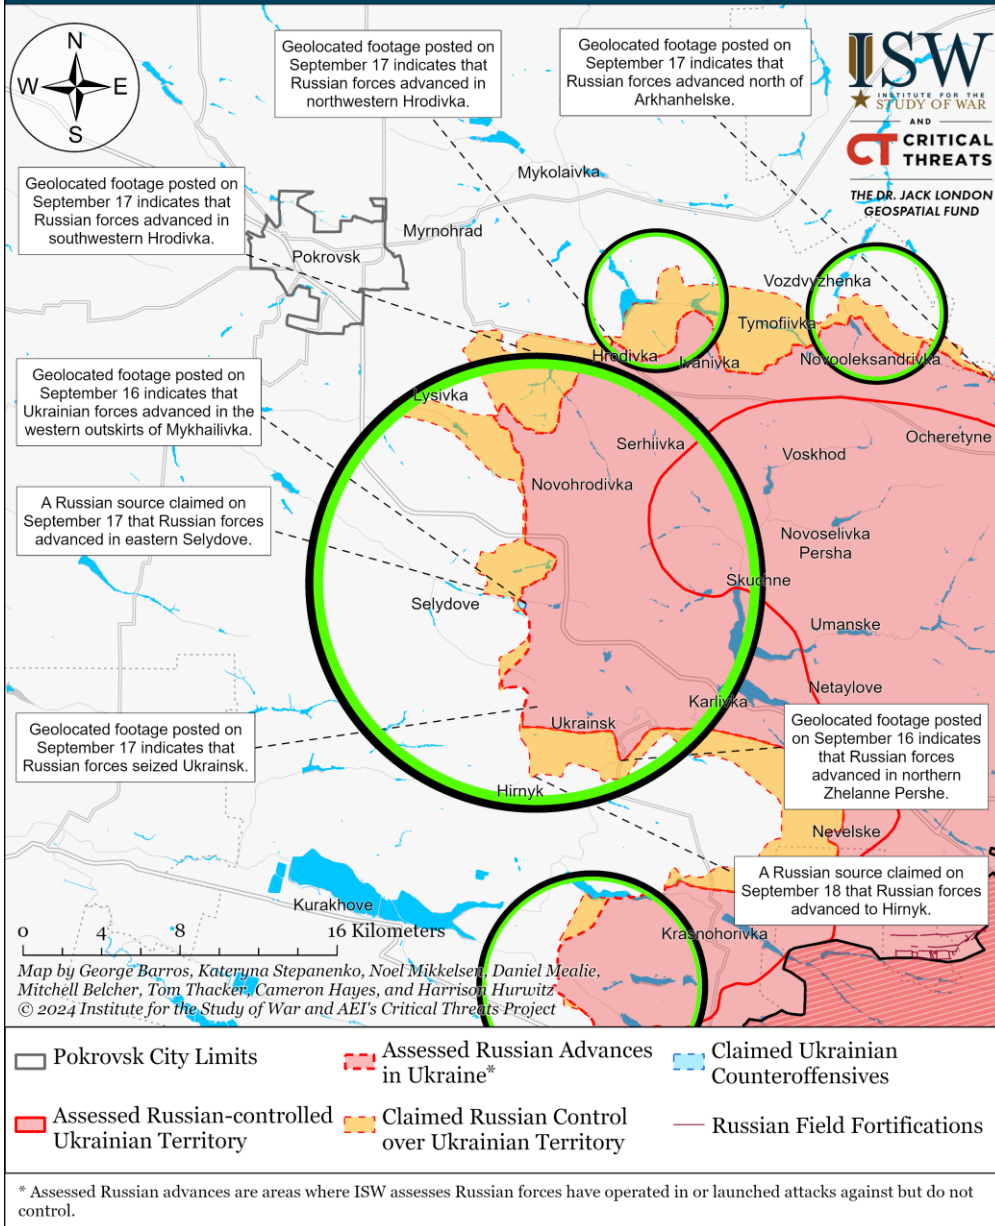 N
W
E
S
Geolocated footage posted on
September 17 indicates that
Russian forces advanced in
northwestern Hrodivka.
Geolocated footage posted on
September 17 indicates that
Russian forces advanced north of
Arkhanhelske.
ISW
INSTITUTE FOR THE
STUDY OF WAR
AND
CT CRITICAL
THREATS
THE DR. JACK LONDON
GEOSPATIAL FUND
Geolocated footage posted on
September 17 indicates that
Russian forces advanced in
southwestern Hrodivka.
Mykolaivka
Myrnohrad
Pokrovsk
Vozdvyzhenka
Tymofiivka
Hrodivka
Ivanivka
Novooleksandrivka
Geolocated footage posted on
September 16 indicates that
Ukrainian forces advanced in the
western outskirts of Mykhailivka.
Lysivka
Serhiivka
Ocheretyne
Voskhod
Novohrodivka
A Russian source claimed on
September 17 that Russian forces
advanced in eastern Selydove.
Novoselivka
Persha
Skuchne
Selydove
Umanske
Netaylove
Karlivka
Ukrainsk
Geolocated footage posted on
September 17 indicates that
Russian forces seized Ukrainsk.
Geolocated footage posted
on September 16 indicates
that Russian forces
advanced in northern
Zhelanne Pershe.
Hirnyk
Nevelske
A Russian source claimed on
September 18 that Russian forces
advanced to Hirnyk.
Kurakhove
Krasnohorivka
0 4 8 16 Kilometers
Map by George Barros, Kateryna Stepanenko, Noel Mikkelsen, Daniel Mealie,
Mitchell Belcher, Tom Thacker, Cameron Hayes, and Harrison Hurwitz
© 2024 Institute for the Study of War and AEI's Critical Threats Project
Pokrovsk City Limits
Assessed Russian Advances
in Ukraine*
Claimed Ukrainian
Counteroffensives
Assessed Russian-controlled
Ukrainian Territory
Claimed Russian Control
over Ukrainian Territory
Russian Field Fortifications
* Assessed Russian advances are areas where ISW assesses Russian forces have operated in or launched attacks against but do not
control.